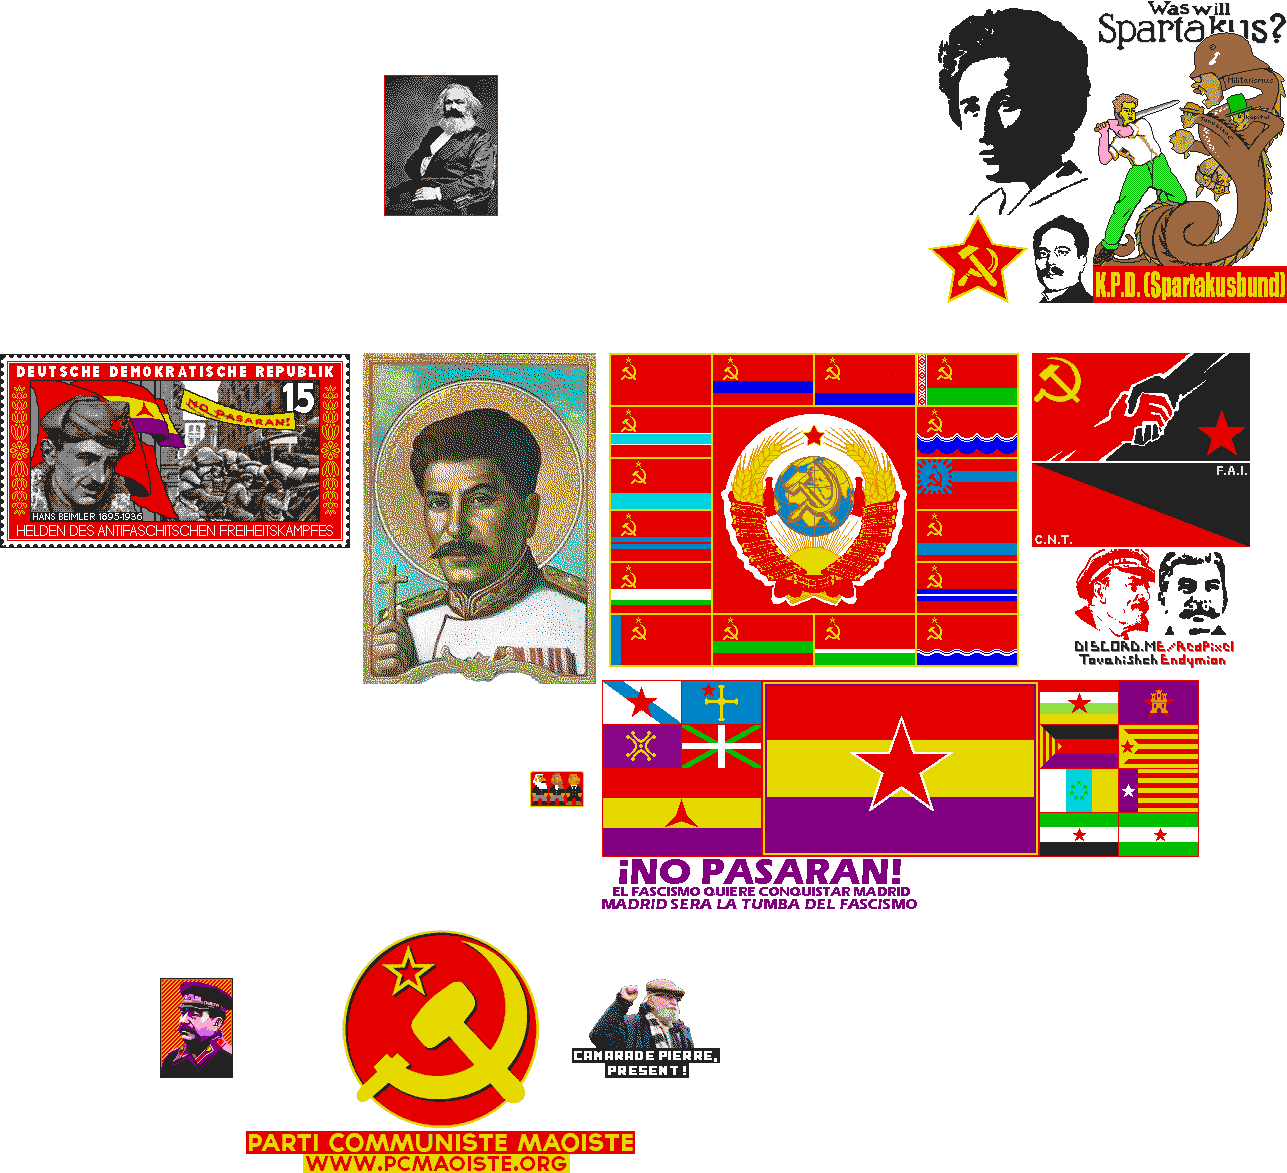 Was will
Spartakus?
Militarismus
Junkertum
Kapital
K.P.D. (Spartakusbund)
DEUTSCHE DEMOKRATISCHE REPUBLIK
15
NO PASARAN!
HANS BEIMLER 1895-1936
HELDEN DES ANTIFASCHITSCHEN FREIHEITSKAMPFES
F.A.I.
C.N.T.
DISCORD.ME/RedPixel
Tovarishch Endymion
¡NO PASARAN!
EL FASCISMO QUIERE CONQUISTAR MADRID
MADRID SERA LA TUMBA DEL FASCISMO
CAMARADE PIERRE,
PRESENT!
PARTI COMMUNISTE MAOISTE
WWW.PCMAOISTE.ORG